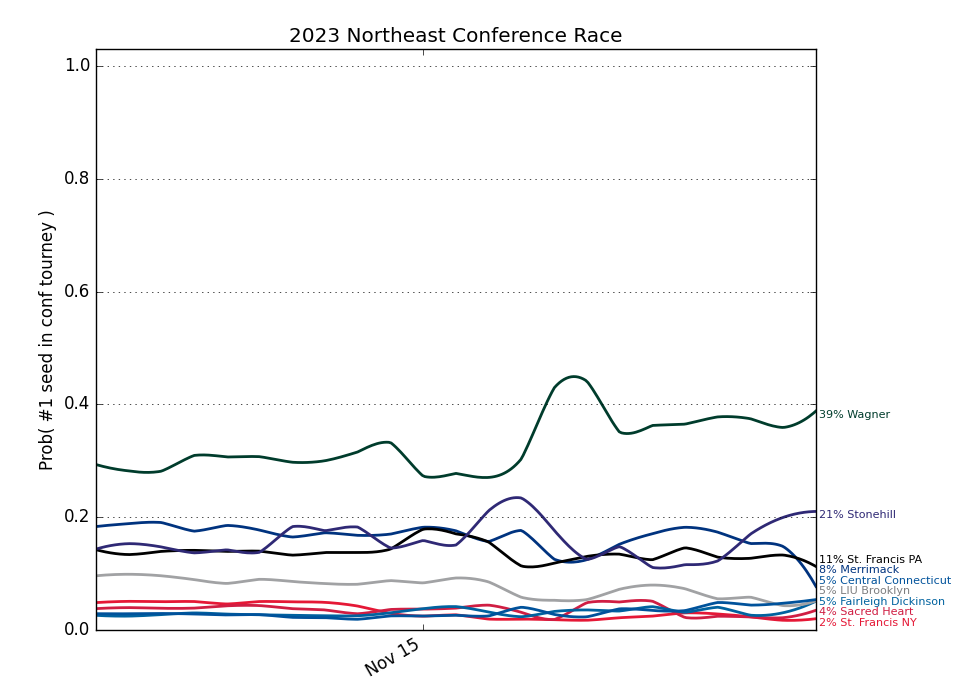 2023 Northeast Conference Race
1.0
0.8
0.6
0.4
0.2
0.0
Prob( #1 seed in conf tourney )
Nov 15
39% Wagner
21% Stonehill
11% St. Francis PA
8% Merrimack
5% Central Connecticut
5% LIU Brooklyn
5% Fairleigh Dickinson
4% Sacred Heart
2% St. Francis NY